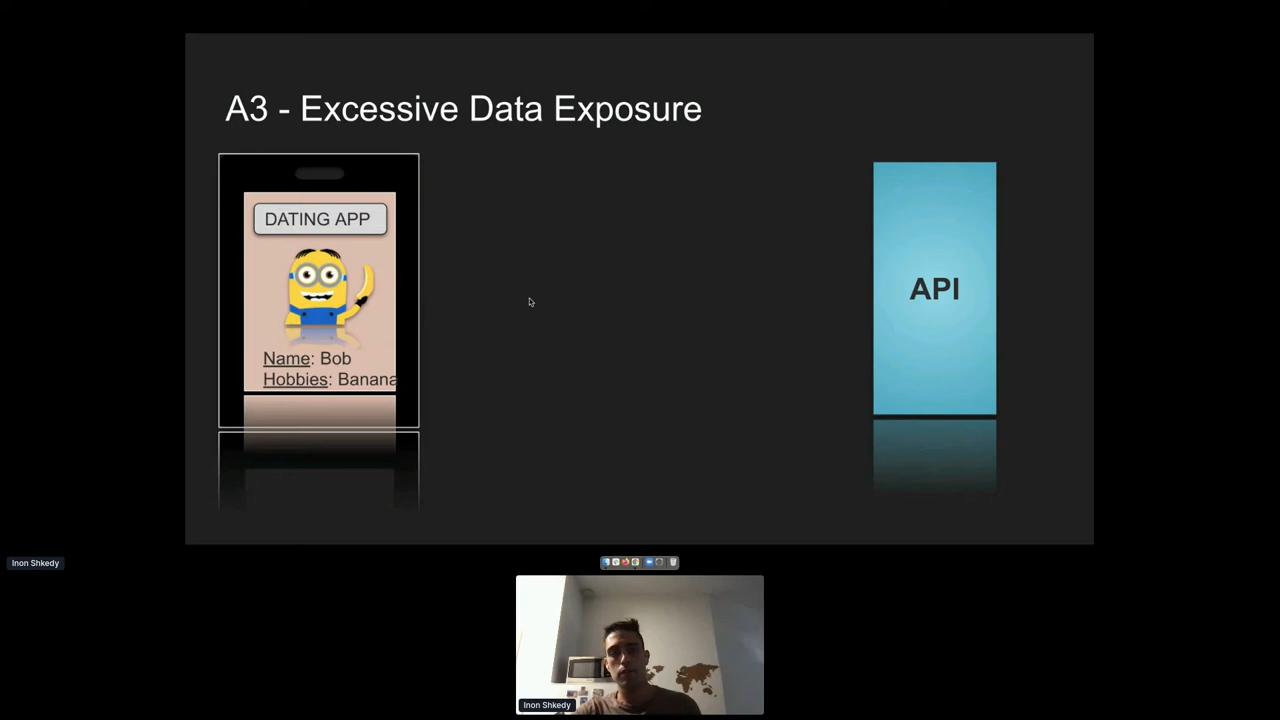 A3 - Excessive Data Exposure
DATING APP
Name: Bob
Hobbies: Banana
API
Inon Shkedy
Inon Shkedy